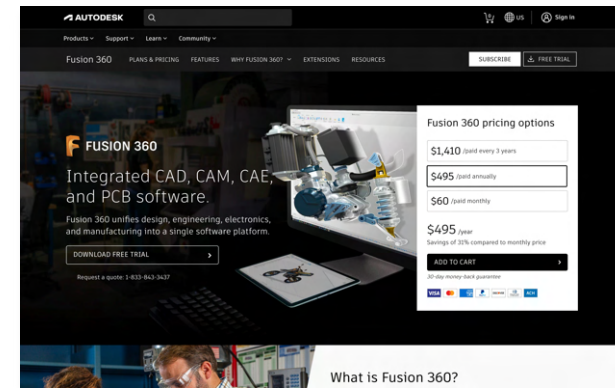 AUTODESK
US
Sign in
Products
Support
Learn
Community
Fusion 360
PLANS & PRICING
FEATURES
WHY FUSION 360?
EXTENSIONS
RESOURCES
SUBSCRIBE
FREE TRIAL
FUSION 360
Integrated CAD, CAM, CAE,
and PCB software.
Fusion 360 unifies design, engineering, electronics,
and manufacturing into a single software platform.
DOWNLOAD FREE TRIAL
Request a quote: 1-833-843-3437
Fusion 360 pricing options
$1,410 /paid every 3 years
$495 /paid annually
$60 /paid monthly
$495 /year
Savings of 31% compared to monthly price
ADD TO CART
30-day money-back guarantee
VISA
ACH
What is Fusion 360?